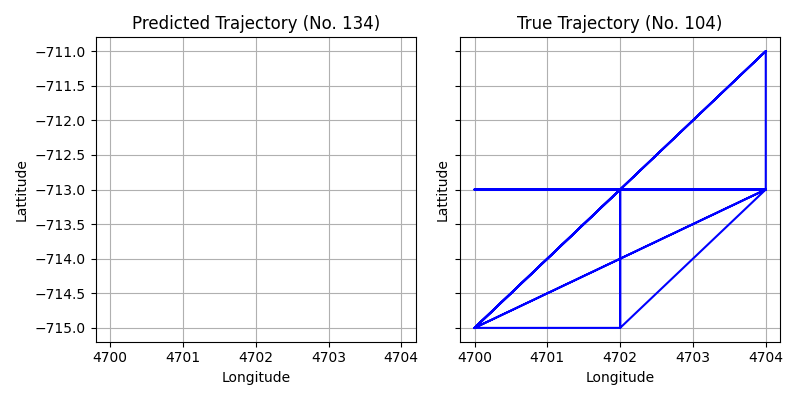 Predicted Trajectory (No. 134)
True Trajectory (No. 104)
Lattitude
−711.0
−711.5
−712.0
−712.5
−713.0
−713.5
−714.0
−714.5
−715.0
4700 4701 4702 4703 4704
Longitude
Lattitude
4700 4701 4702 4703 4704
Longitude